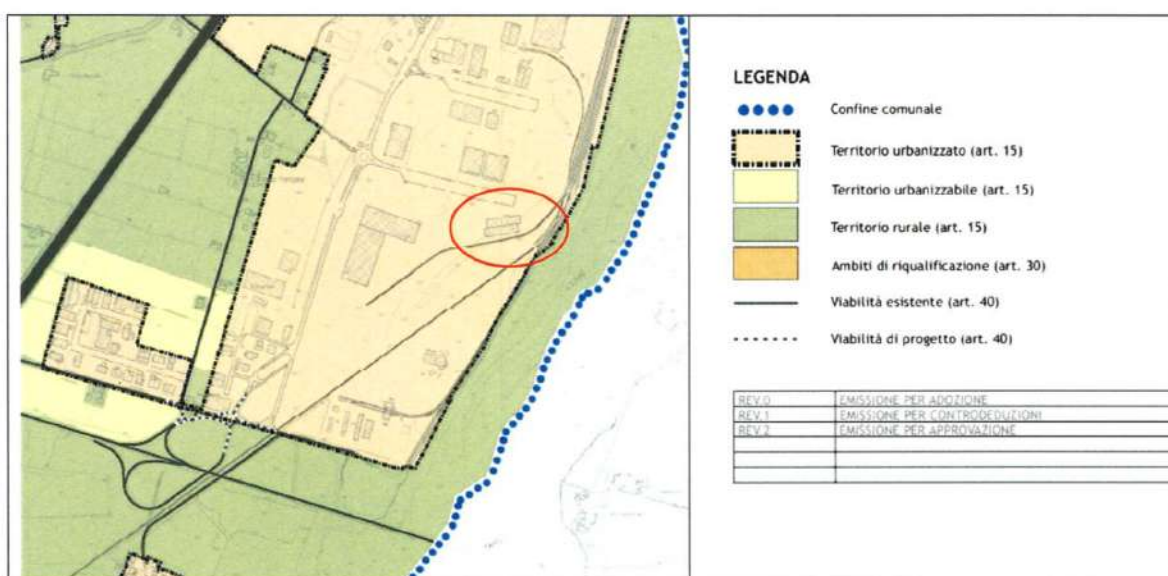 LEGENDA
Confine comunale
Territorio urbanizzato (art. 15)
Territorio urbanizzabile (art. 15)
Territorio rurale (art. 15)
Ambiti di riqualificazione (art. 30)
Viabilità esistente (art. 40)
Viabilità di progetto (art. 40)
REV.0 EMISSIONE PER ADOZIONE
REV.1 EMISSIONE PER CONTRODEDUZIONI
REV.2 EMISSIONE PER APPROVAZIONE